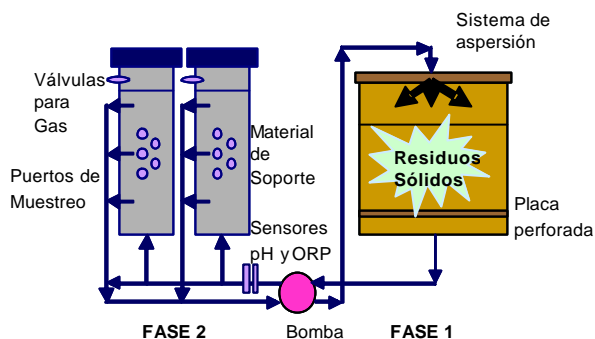 Sistema de
aspersión
Válvulas
para
Gas
Material
de
Soporte
Residuos
Sólidos
Puertos de
Muestreo
Placa
perforada
Sensores
pH y ORP
FASE 2
Bomba
FASE 1